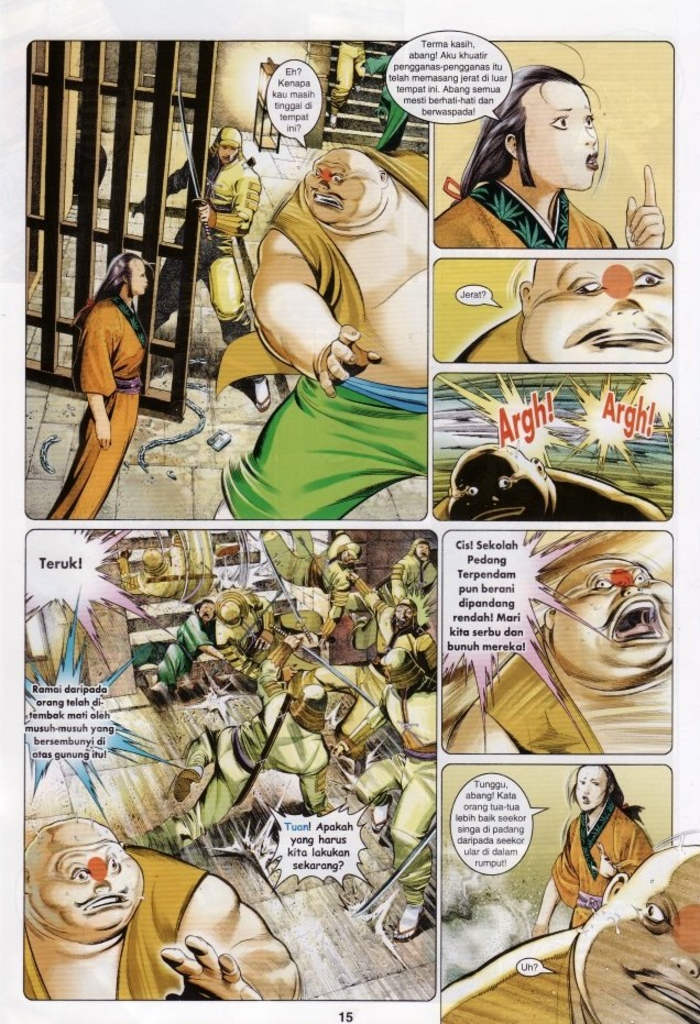 Eh?
Kenapa
kau masih
tinggal di
tempat
ini?
Terma kasih,
abang! Aku khuatir
pengganas-pengganas itu
telah memasang jerat di luar
tempat ini. Abang semua
mesti berhati-hati dan
berwaspada!
Jerat?
Argh!
Argh!
Teruk!
Ramai daripada
orang telah di-
tembak mati oleh
musuh-musuh yang
bersembunyi di
atas gunung itu!
Tuan! Apakah
yang harus
kita lakukan
sekarang?
Cis! Sekolah
Pedang
Terpendam
pun berani
dipandang
rendah! Mari
kita serbu dan
bunuh mereka!
Tunggu,
abang! Kata
orang tua-tua
lebih baik seekor
singa di padang
daripada seekor
ular di dalam
rumput!
Uh?
15